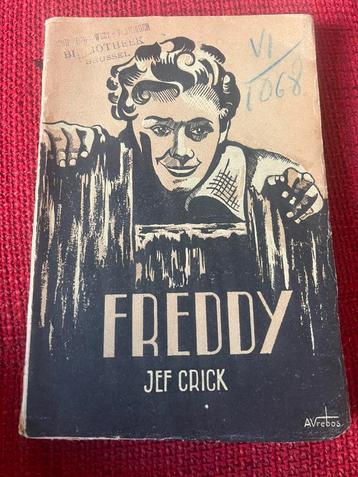 BIBLIOTHEEK
BRUSSEL
VI
1068
FREDDY
JEF CRICK
AVrebos